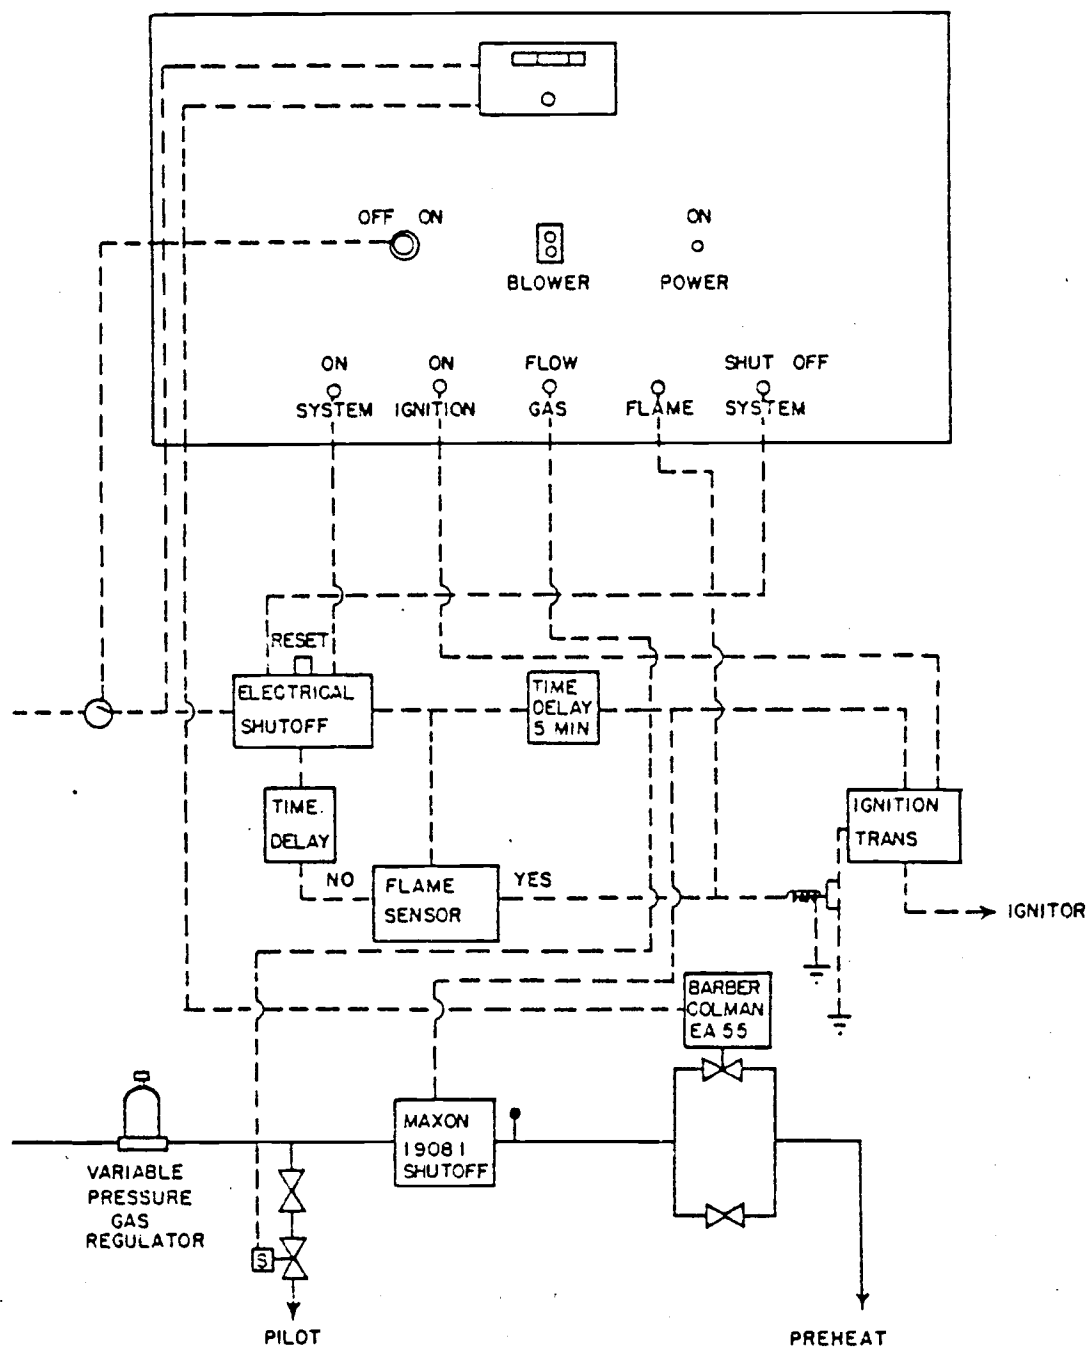 OFF ON
ON
BLOWER
POWER
ON
ON
FLOW
SHUT OFF
SYSTEM
IGNITION
GAS
FLAME
SYSTEM
RESET
ELECTRICAL
SHUTOFF
TIME
DELAY
5 MIN
TIME.
DELAY
IGNITION
TRANS
NO
FLAME
SENSOR
YES
IGNITOR
BARBER
COLMAN
EA 55
MAXON
19081
SHUTOFF
VARIABLE
PRESSURE
GAS
REGULATOR
S
PILOT
PREHEAT